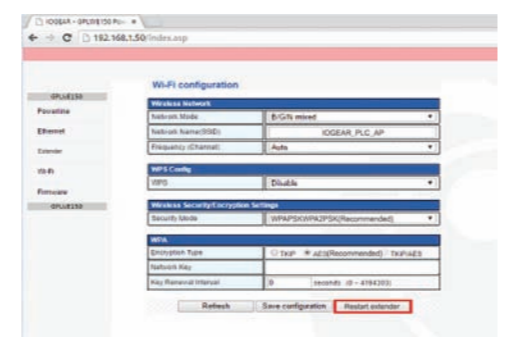 IOGEAR - GPLWE150 Pow
192.168.1.50/index.asp
Wi-Fi configuration
GPLWE150
Powerline
Ethernet
Extender
Wi-Fi
Firmware
GPLWE150
Wireless Network
Network Mode B/G/N mixed
Network Name(SSID) IOGEAR_PLC_AP
Frequency (Channel) Auto
WPS Config
WPS Disable
Wireless Security/Encryption Settings
Security Mode WPAPSKWPA2PSK(Recommended)
WPA
Encryption Type TKIP AES(Recommended) TKIP/AES
Network Key
Key Renewal Interval 0 seconds (0 ~ 4194303)
Refresh Save configuration Restart extender